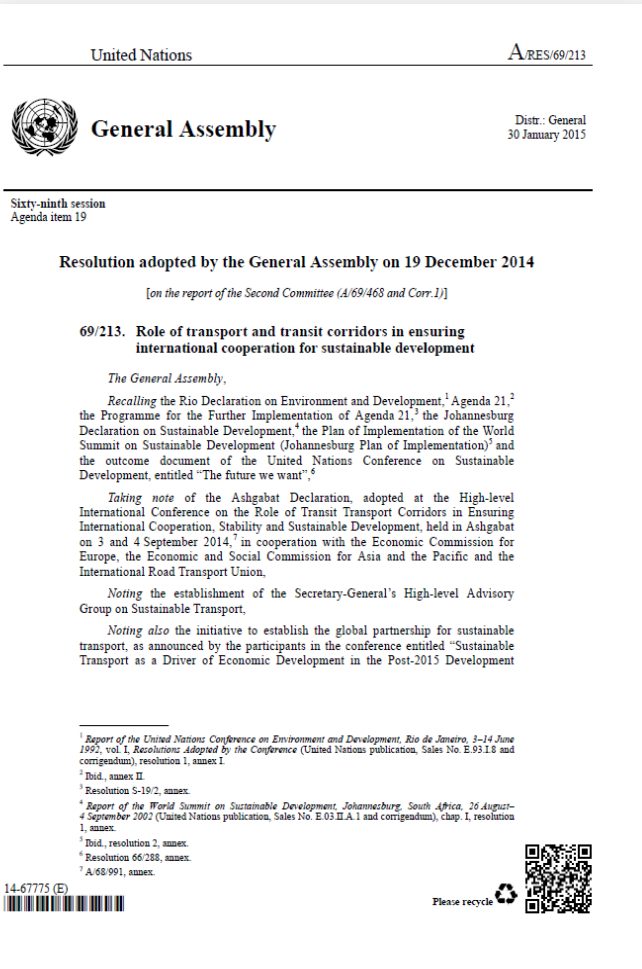 United Nations
A/RES/69/213
General Assembly
Distr.: General
30 January 2015
Sixty-ninth session
Agenda item 19
Resolution adopted by the General Assembly on 19 December 2014
[on the report of the Second Committee (A/69/468 and Corr.1)]
69/213. Role of transport and transit corridors in ensuring
international cooperation for sustainable development
The General Assembly,
Recalling the Rio Declaration on Environment and Development,1 Agenda 21,2
the Programme for the Further Implementation of Agenda 21,3 the Johannesburg
Declaration on Sustainable Development,4 the Plan of Implementation of the World
Summit on Sustainable Development (Johannesburg Plan of Implementation)5 and
the outcome document of the United Nations Conference on Sustainable
Development, entitled “The future we want”,6
Taking note of the Ashgabat Declaration, adopted at the High-level
International Conference on the Role of Transit Transport Corridors in Ensuring
International Cooperation, Stability and Sustainable Development, held in Ashgabat
on 3 and 4 September 2014,7 in cooperation with the Economic Commission for
Europe, the Economic and Social Commission for Asia and the Pacific and the
International Road Transport Union,
Noting the establishment of the Secretary-General’s High-level Advisory
Group on Sustainable Transport,
Noting also the initiative to establish the global partnership for sustainable
transport, as announced by the participants in the conference entitled “Sustainable
Transport as a Driver of Economic Development in the Post-2015 Development
1 Report of the United Nations Conference on Environment and Development, Rio de Janeiro, 3–14 June
1992, vol. I, Resolutions Adopted by the Conference (United Nations publication, Sales No. E.93.I.8 and
corrigendum), resolution 1, annex I.
2 Ibid., annex II.
3 Resolution S-19/2, annex.
4 Report of the World Summit on Sustainable Development, Johannesburg, South Africa, 26 August–
4 September 2002 (United Nations publication, Sales No. E.03.II.A.1 and corrigendum), chap. I, resolution
1, annex.
5 Ibid., resolution 2, annex.
6 Resolution 66/288, annex.
7 A/68/991, annex.
14-67775 (E)
Please recycle